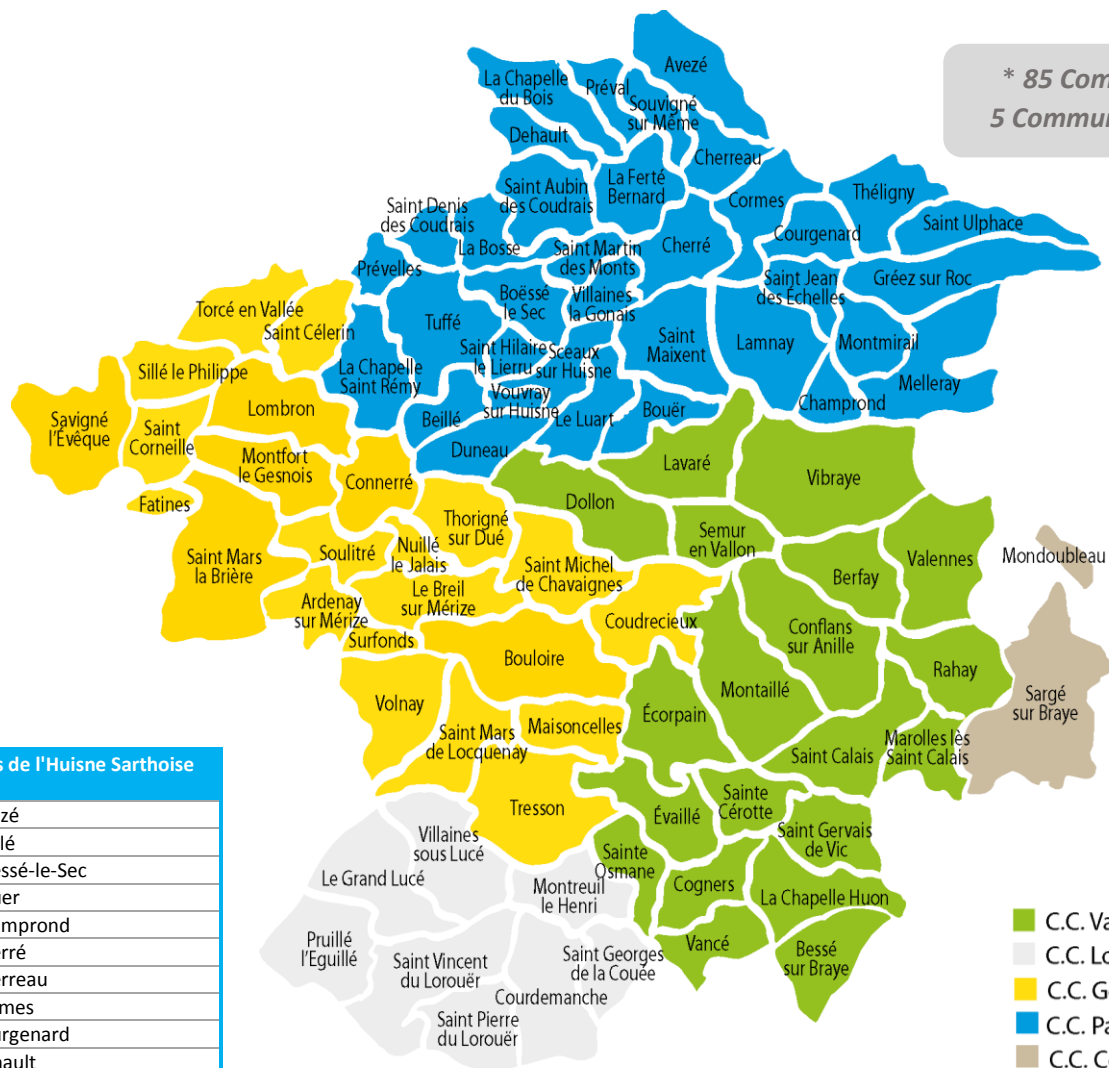 Avezé
La Chapelle
du Bois
Préval
Souvigné
sur Même
* 85 Com
5 Commun
Dehault
Cherreau
La Ferté
Bernard
Saint Aubin
des Coudrais
Cormes
Théligny
Saint Denis
des Coudrais
Saint Ulphace
Courgenard
La Bosse
Saint Martin
des Monts
Cherré
Prévelles
Saint Jean
des Échelles
Gréez sur Roc
Boëssé
le Sec
Villaines
la Gonais
Torcé en Vallée
Saint Célerin
Tuffé
Saint
Maixent
Lamnay
Montmirail
Saint Hilaire
le Lierru
Sceaux
sur Huisne
La Chapelle
Saint Rémy
Sillé le Philippe
Melleray
Vouvray
sur Huisne
Champrond
Lombron
Beillé
Le Luart
Bouër
Savigné
l'Évêque
Saint
Corneille
Duneau
Montfort
le Gesnois
Lavaré
Vibraye
Connerré
Fatines
Dollon
Thorigné
sur Dué
Semur
en Vallon
Soulitré
Nuillé
le Jalais
Saint Mars
la Brière
Saint Michel
de Chavaignes
Valennes
Mondoubleau
Berfay
Le Breil
sur Mérize
Ardenay
sur Mérize
Coudrecieux
Conflans
sur Anille
Surfonds
Bouloire
Rahay
Montaillé
Volnay
Sargé
sur Braye
Écorpain
Maisoncelles
Saint Mars
de Locquenay
Marolles lès
Saint Calais
Saint Calais
s de l'Huisne Sarthoise
Tresson
Sainte
Cérotte
Évaillé
Saint Gervais
de Vic
Villaines
sous Lucé
Sainte
Osmane
Le Grand Lucé
Montreuil
le Henri
Cogners
La Chapelle Huon
Pruillé
l'Eguillé
Vancé
Bessé
sur Braye
Saint Vincent
du Lorouër
Saint Georges
de la Couée
Courdemanche
Saint Pierre
du Lorouër
zé
lé
essé-le-Sec
uer
mprond
erré
erreau
mes
urgenard
hault
C.C. Va
C.C. Lo
C.C. G
C.C. Pa
C.C. C